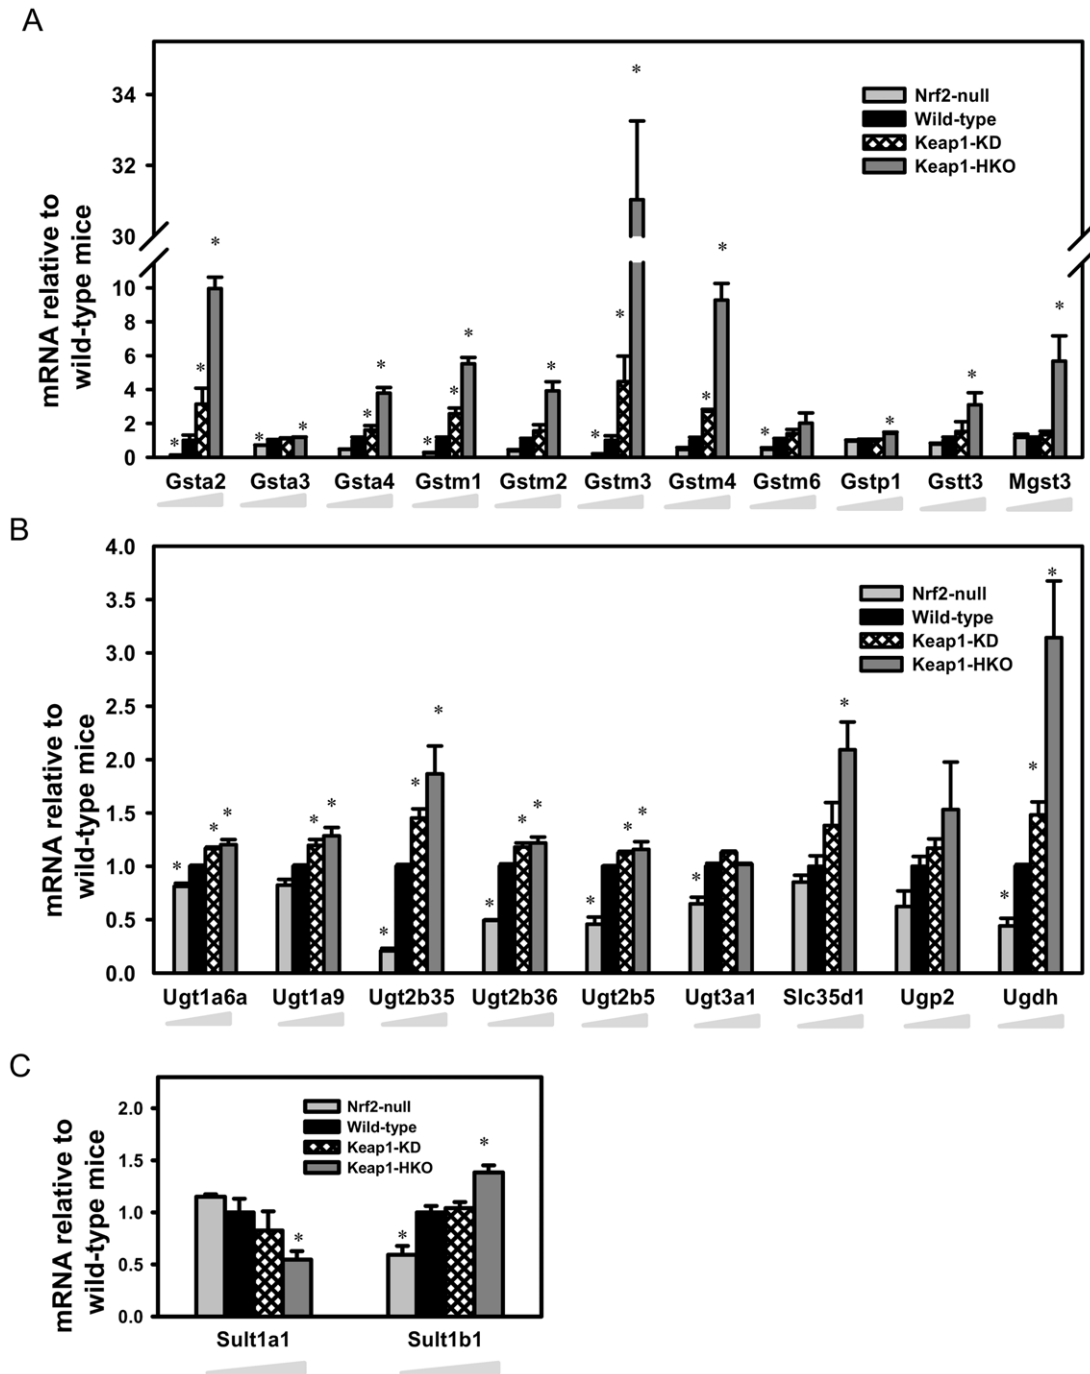 A
mRNA relative to
wild-type mice
34
32
30
10
8
6
4
2
0
Nrf2-null
Wild-type
Keap1-KD
Keap1-HKO
* * * * * * * * * * * * * * * * * * *
Gsta2 Gsta3 Gsta4 Gstm1 Gstm2 Gstm3 Gstm4 Gstm6 Gstp1 Gstt3 Mgst3
B
mRNA relative to
wild-type mice
4.0
3.5
3.0
2.5
2.0
1.5
1.0
0.5
0.0
Nrf2-null
Wild-type
Keap1-KD
Keap1-HKO
* * * * * * * * * * * * * * * * * * *
Ugt1a6a Ugt1a9 Ugt2b35 Ugt2b36 Ugt2b5 Ugt3a1 Slc35d1 Ugp2 Ugdh
C
mRNA relative to
wild-type mice
2.0
1.5
1.0
0.5
0.0
Nrf2-null
Wild-type
Keap1-KD
Keap1-HKO
* * *
Sult1a1 Sult1b1